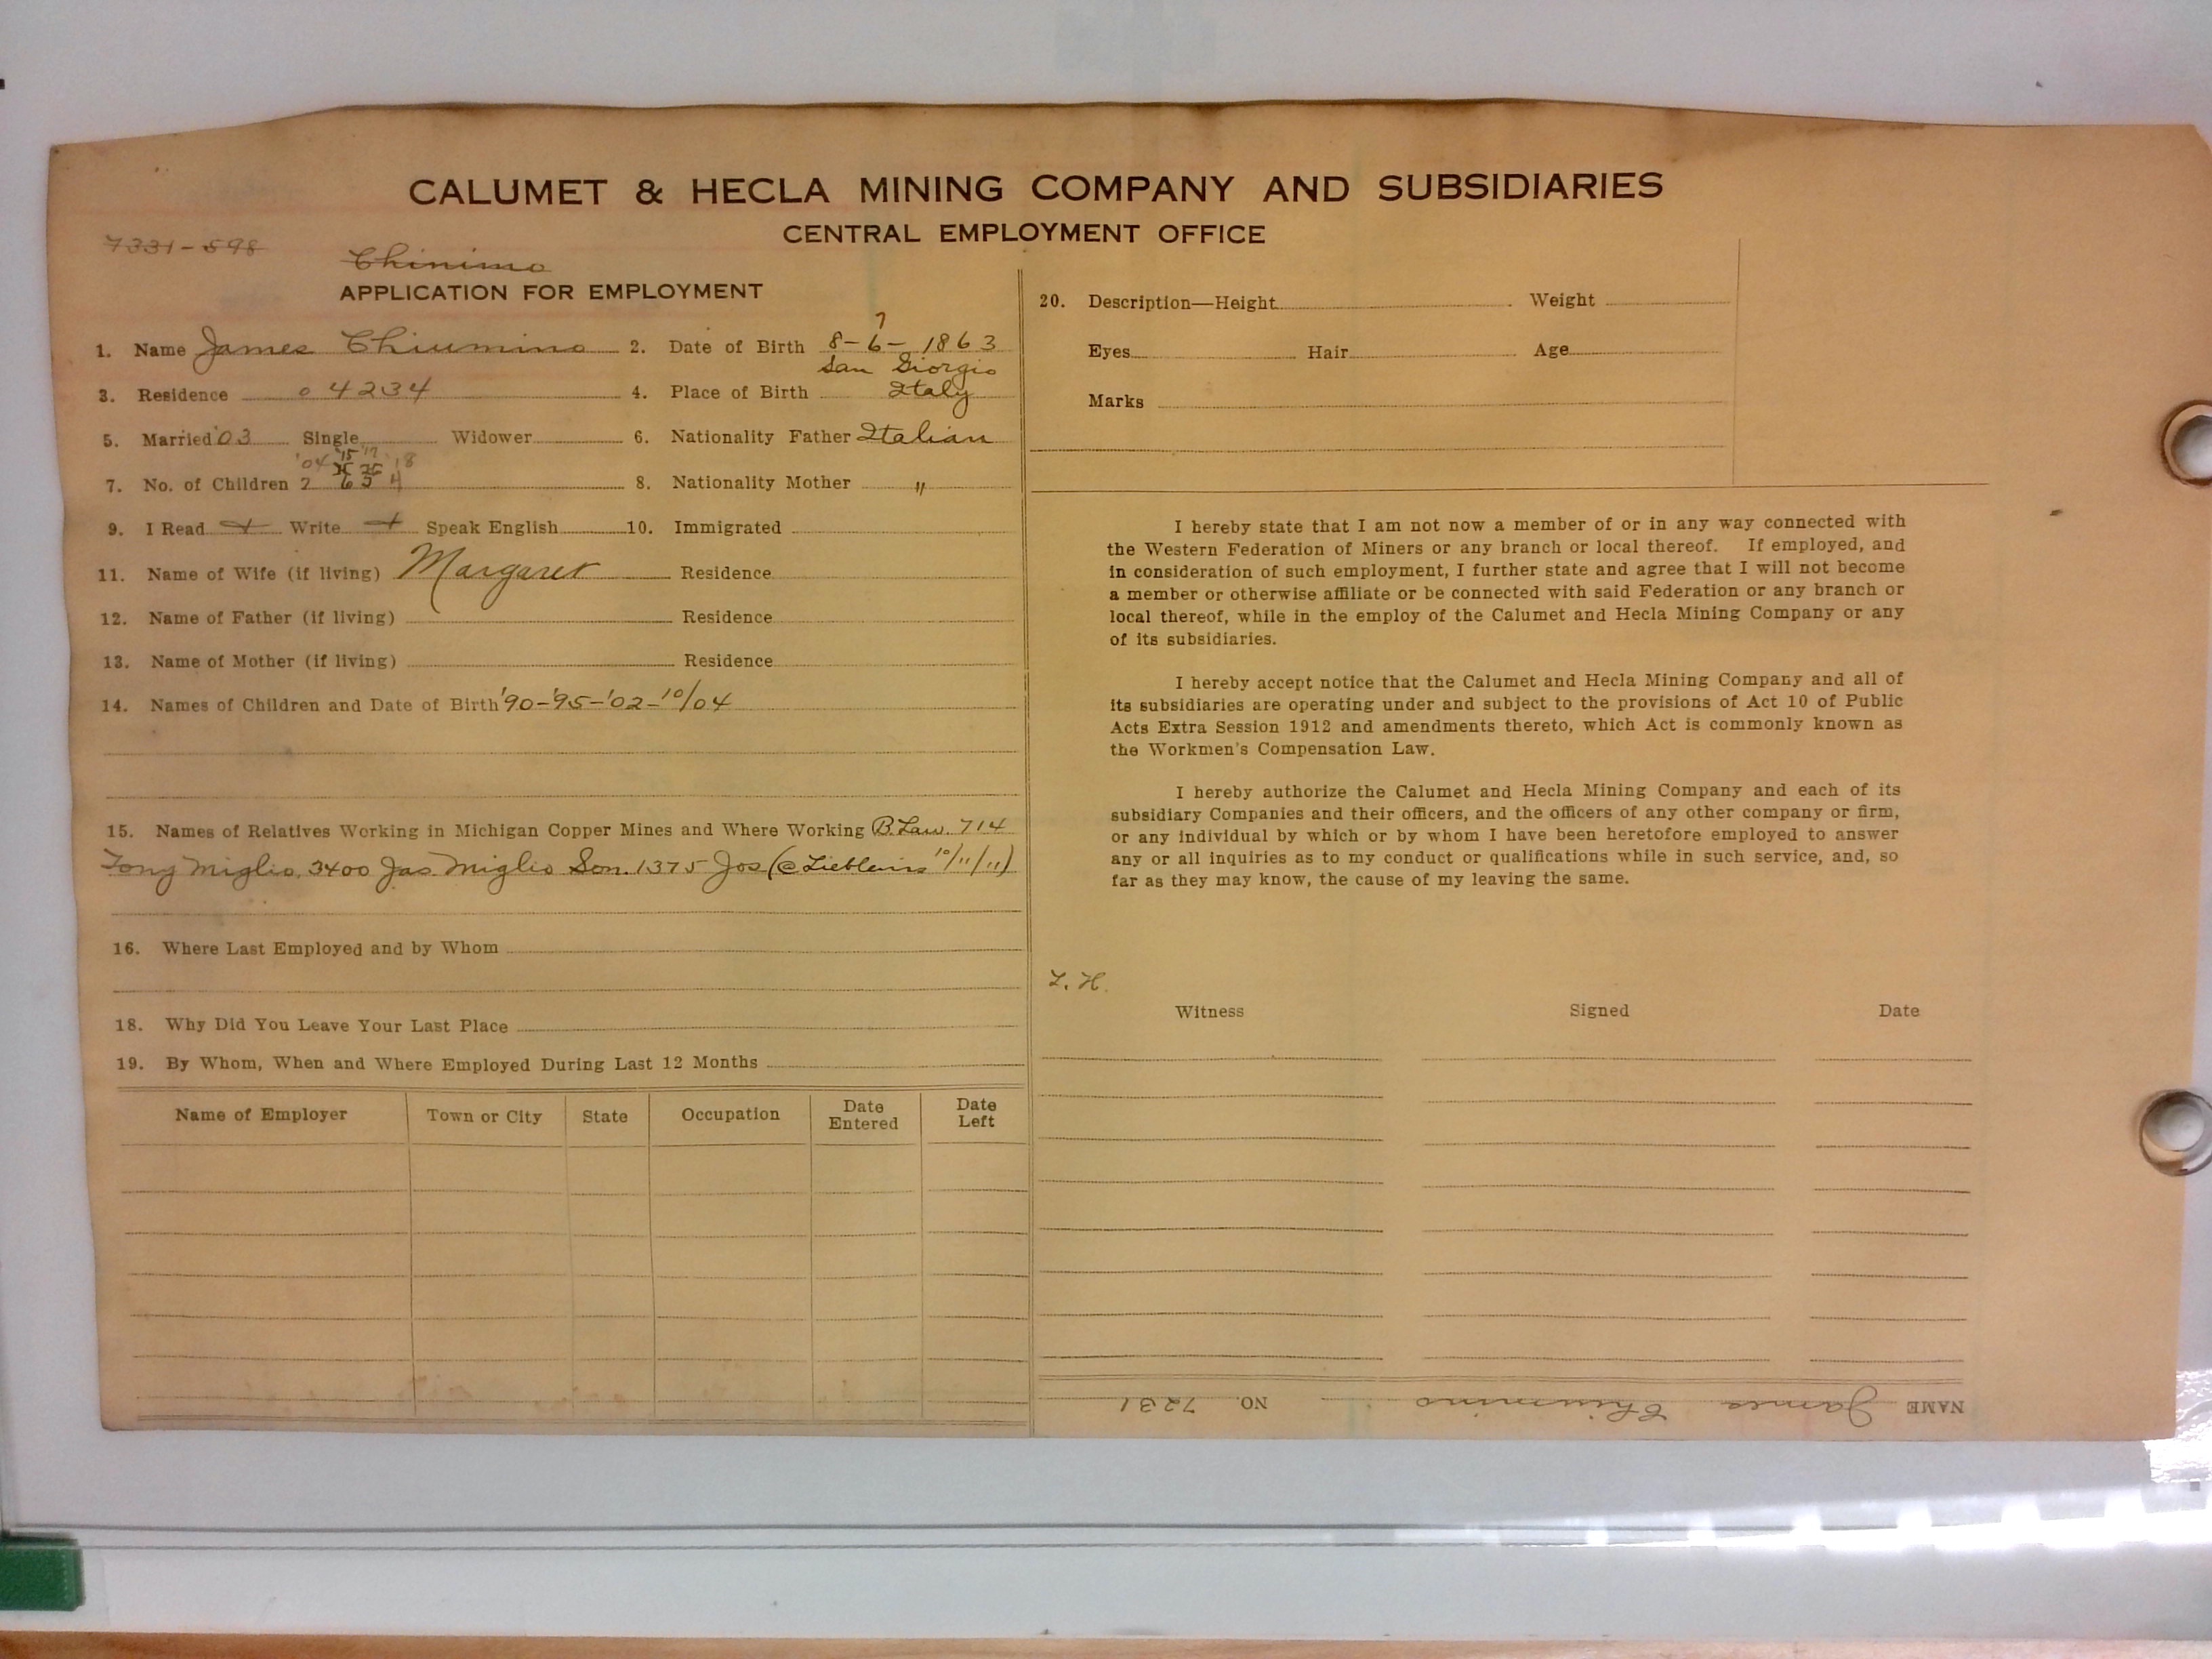 CALUMET & HECLA MINING COMPANY AND SUBSIDIARIES
CENTRAL EMPLOYMENT OFFICE
7331-598
Chinimo
APPLICATION FOR EMPLOYMENT
1. Name James Chiumino 2. Date of Birth 8-6-1863
7
San Giorgio
3. Residence 4234 4. Place of Birth Italy
5. Married '03 Single Widower 6. Nationality Father Italian
'04 '15 '17 '18
7. No. of Children 2 6 5 4 8. Nationality Mother "
9. I Read + Write + Speak English 10. Immigrated
11. Name of Wife (if living) Margaret Residence
12. Name of Father (if living) Residence
13. Name of Mother (if living) Residence
14. Names of Children and Date of Birth '90-'95-'02-10/04
15. Names of Relatives Working in Michigan Copper Mines and Where Working B. Law. 714
Tony Miglio, 3400 Jas. Miglio Son. 1375 Jos (@ Liebleins 10/11/11)
16. Where Last Employed and by Whom
18. Why Did You Leave Your Last Place
19. By Whom, When and Where Employed During Last 12 Months
Name of Employer Town or City State Occupation Date Entered Date Left
20. Description—Height Weight
Eyes Hair Age
Marks
I hereby state that I am not now a member of or in any way connected with
the Western Federation of Miners or any branch or local thereof. If employed, and
in consideration of such employment, I further state and agree that I will not become
a member or otherwise affiliate or be connected with said Federation or any branch or
local thereof, while in the employ of the Calumet and Hecla Mining Company or any
of its subsidiaries.
I hereby accept notice that the Calumet and Hecla Mining Company and all of
its subsidiaries are operating under and subject to the provisions of Act 10 of Public
Acts Extra Session 1912 and amendments thereto, which Act is commonly known as
the Workmen's Compensation Law.
I hereby authorize the Calumet and Hecla Mining Company and each of its
subsidiary Companies and their officers, and the officers of any other company or firm,
or any individual by which or by whom I have been heretofore employed to answer
any or all inquiries as to my conduct or qualifications while in such service, and, so
far as they may know, the cause of my leaving the same.
Witness Signed Date
NAME James Chiumino NO. 7231